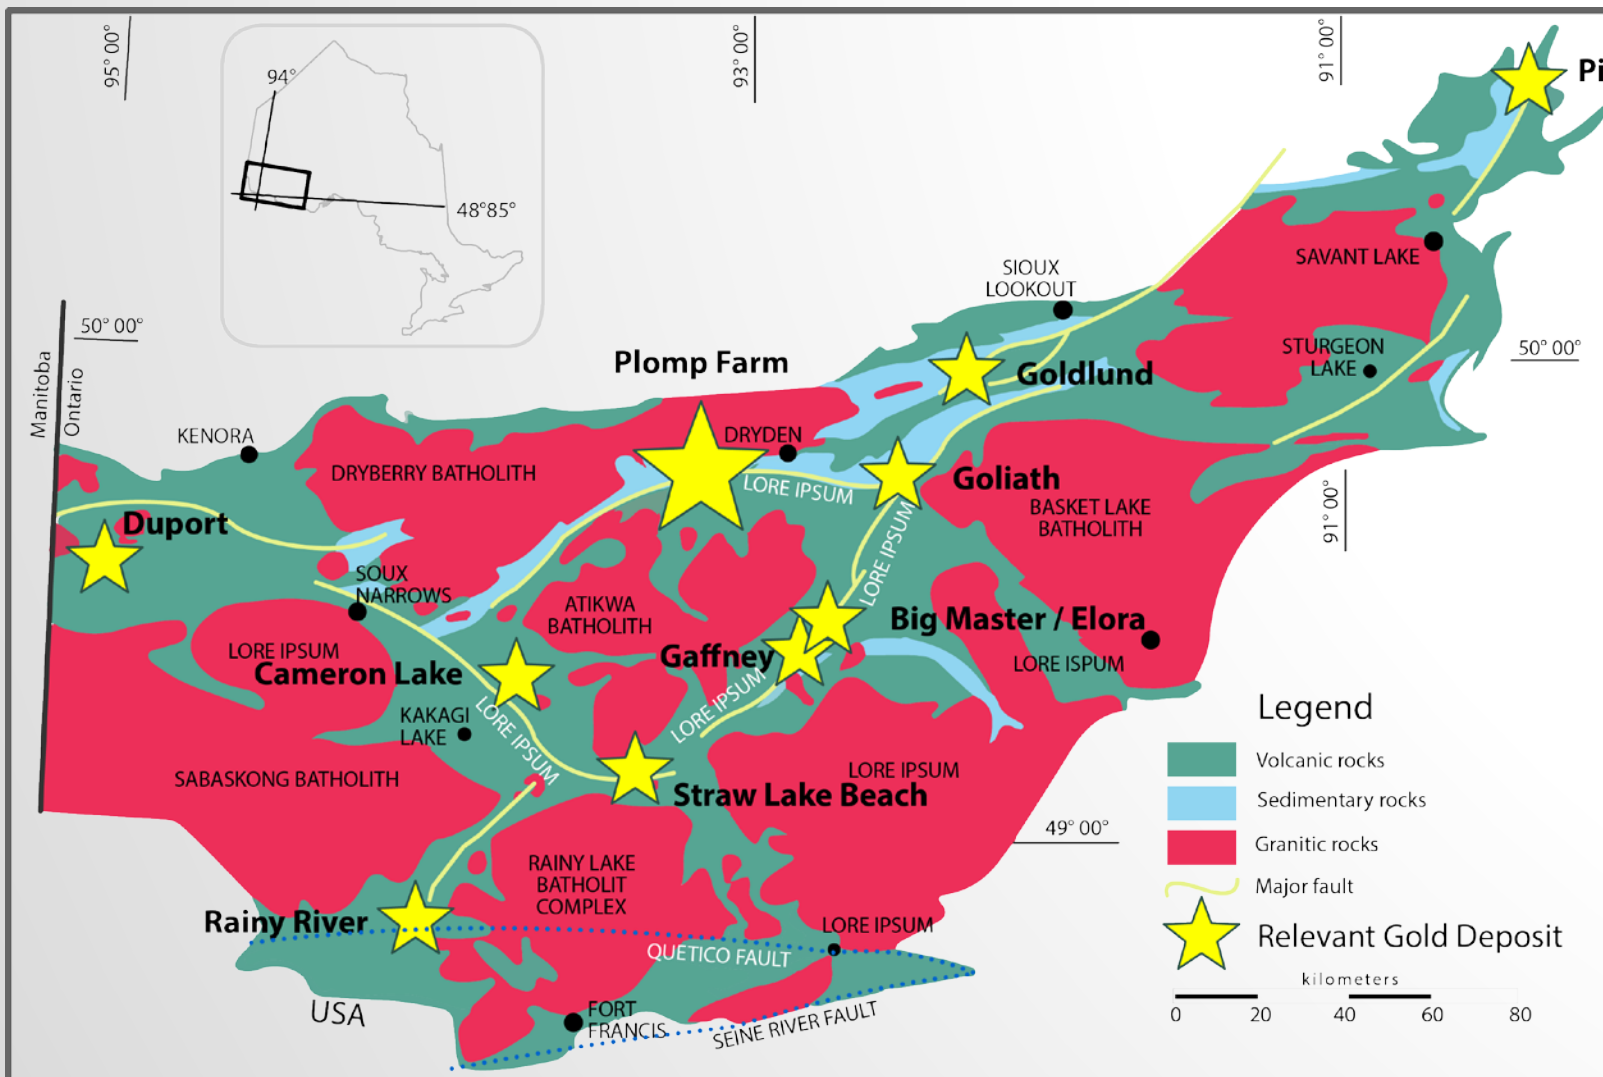 95° 00°
93° 00°
91° 00°
94°
48°85°
50° 00°
Manitoba
Ontario
Pi
SAVANT LAKE
SIOUX
LOOKOUT
STURGEON
LAKE
50° 00°
Plomp Farm
Goldlund
KENORA
DRYDEN
DRYBERRY BATHOLITH
LORE IPSUM
Goliath
BASKET LAKE
BATHOLITH
91° 00°
Duport
LORE IPSUM
SOUX
NARROWS
ATIKWA
BATHOLITH
Big Master / Elora
LORE IPSUM
Cameron Lake
Gaffney
LORE ISPUM
LORE IPSUM
LORE IPSUM
KAKAGI
LAKE
SABASKONG BATHOLITH
LORE IPSUM
Straw Lake Beach
49° 00°
RAINY LAKE
BATHOLIT
COMPLEX
Rainy River
LORE IPSUM
QUETICO FAULT
USA
FORT
FRANCIS
SEINE RIVER FAULT
Legend
Volcanic rocks
Sedimentary rocks
Granitic rocks
Major fault
Relevant Gold Deposit
kilometers
0 20 40 60 80